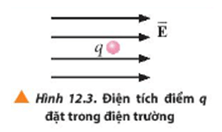 E
q
Hình 12.3. Điện tích điểm q
đặt trong điện trường